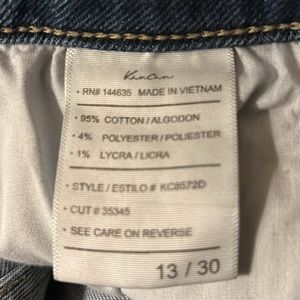 KanCan
• RN# 144635 MADE IN VIETNAM
• 95% COTTON / ALGODON
• 4% POLYESTER / POLIESTER
• 1% LYCRA / LICRA
• STYLE / ESTILO # KC8572D
• CUT # 35345
• SEE CARE ON REVERSE
13 / 30